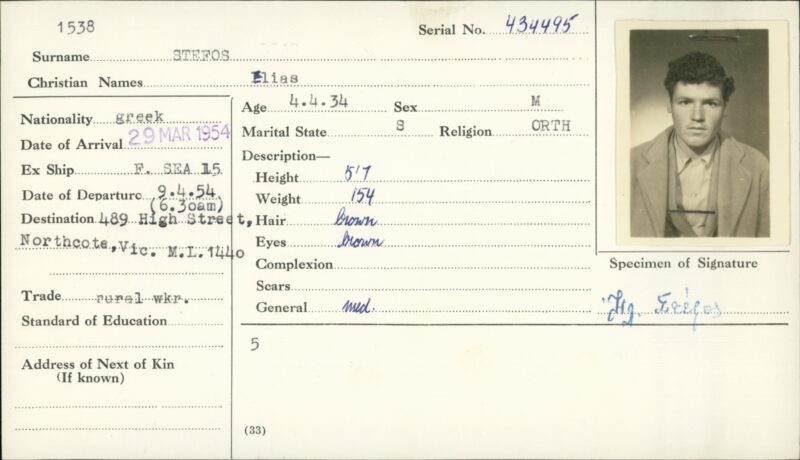 1538
Serial No. 434495
Surname STEFOS
Christian Names Elias
Nationality greek
Date of Arrival 29 MAR 1954
Ex Ship F. SEA 15
Date of Departure 9.4.54
(6.30am)
Destination 489 High Street,
Northcote, Vic. M.L.1440
Trade rural wkr.
Standard of Education
Address of Next of Kin
(If known)
Age 4.4.34 Sex M
Marital State S Religion ORTH
Description—
Height 5'7
Weight 154
Hair brown
Eyes brown
Complexion
Scars
General med.
5
(33)
Specimen of Signature